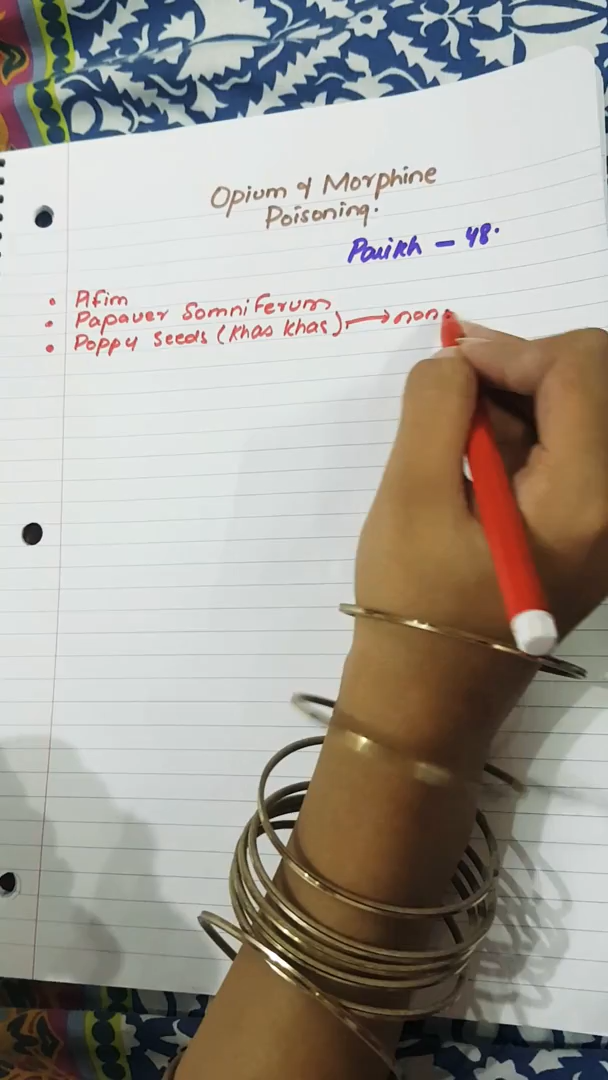 Opium & Morphine
Poisoning.
Parikh - 48.
• Afim
• Papaver Somniferum
• Poppy seeds (Khas Khas) → non